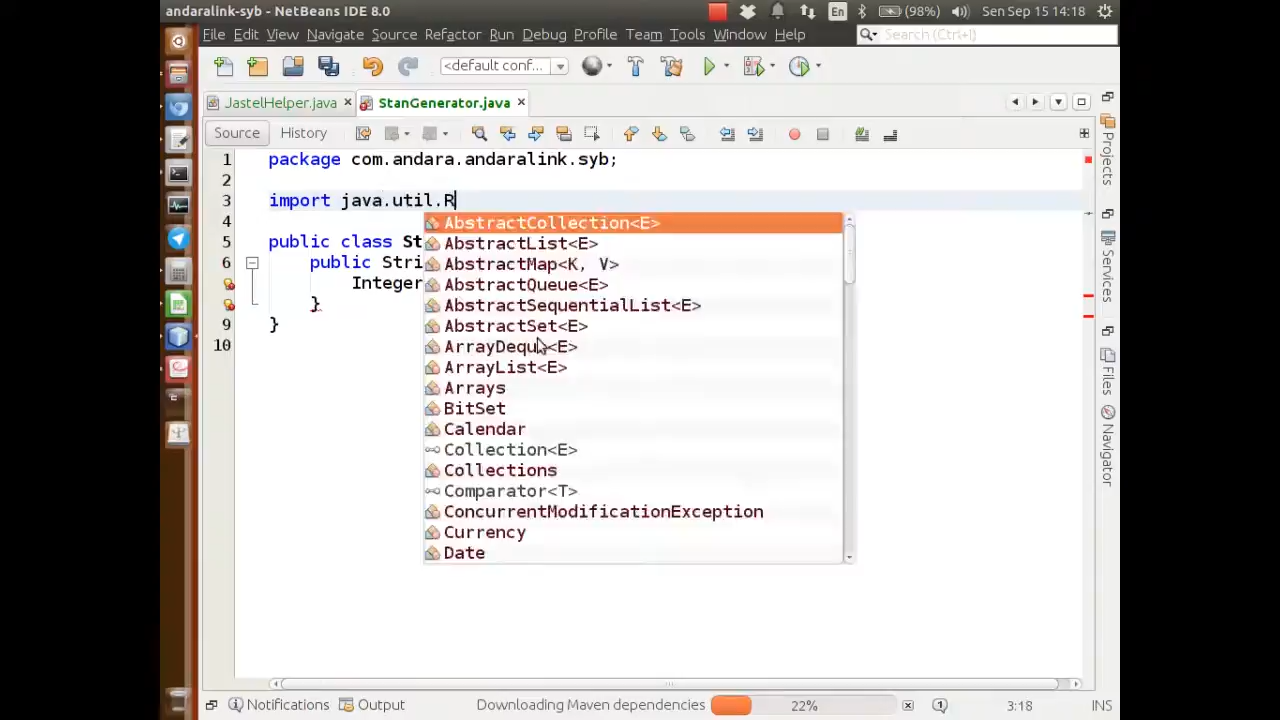 andaralink-syb - NetBeans IDE 8.0
En (98%) Sen Sep 15 14:18
File Edit View Navigate Source Refactor Run Debug Profile Team Tools Window Help
Search (Ctrl+I)
<default conf...
JastelHelper.java StanGenerator.java
Source History
1 package com.andara.andaralink.syb;
2
3 import java.util.R
4
5 public class St
6 public Stri
Integer
}
9 }
10
AbstractCollection<E>
AbstractList<E>
AbstractMap<K, V>
AbstractQueue<E>
AbstractSequentialList<E>
AbstractSet<E>
ArrayDeque<E>
ArrayList<E>
Arrays
BitSet
Calendar
Collection<E>
Collections
Comparator<T>
ConcurrentModificationException
Currency
Date
Projects
Services
Files
Navigator
Notifications Output Downloading Maven dependencies 22% 1 3:18 INS